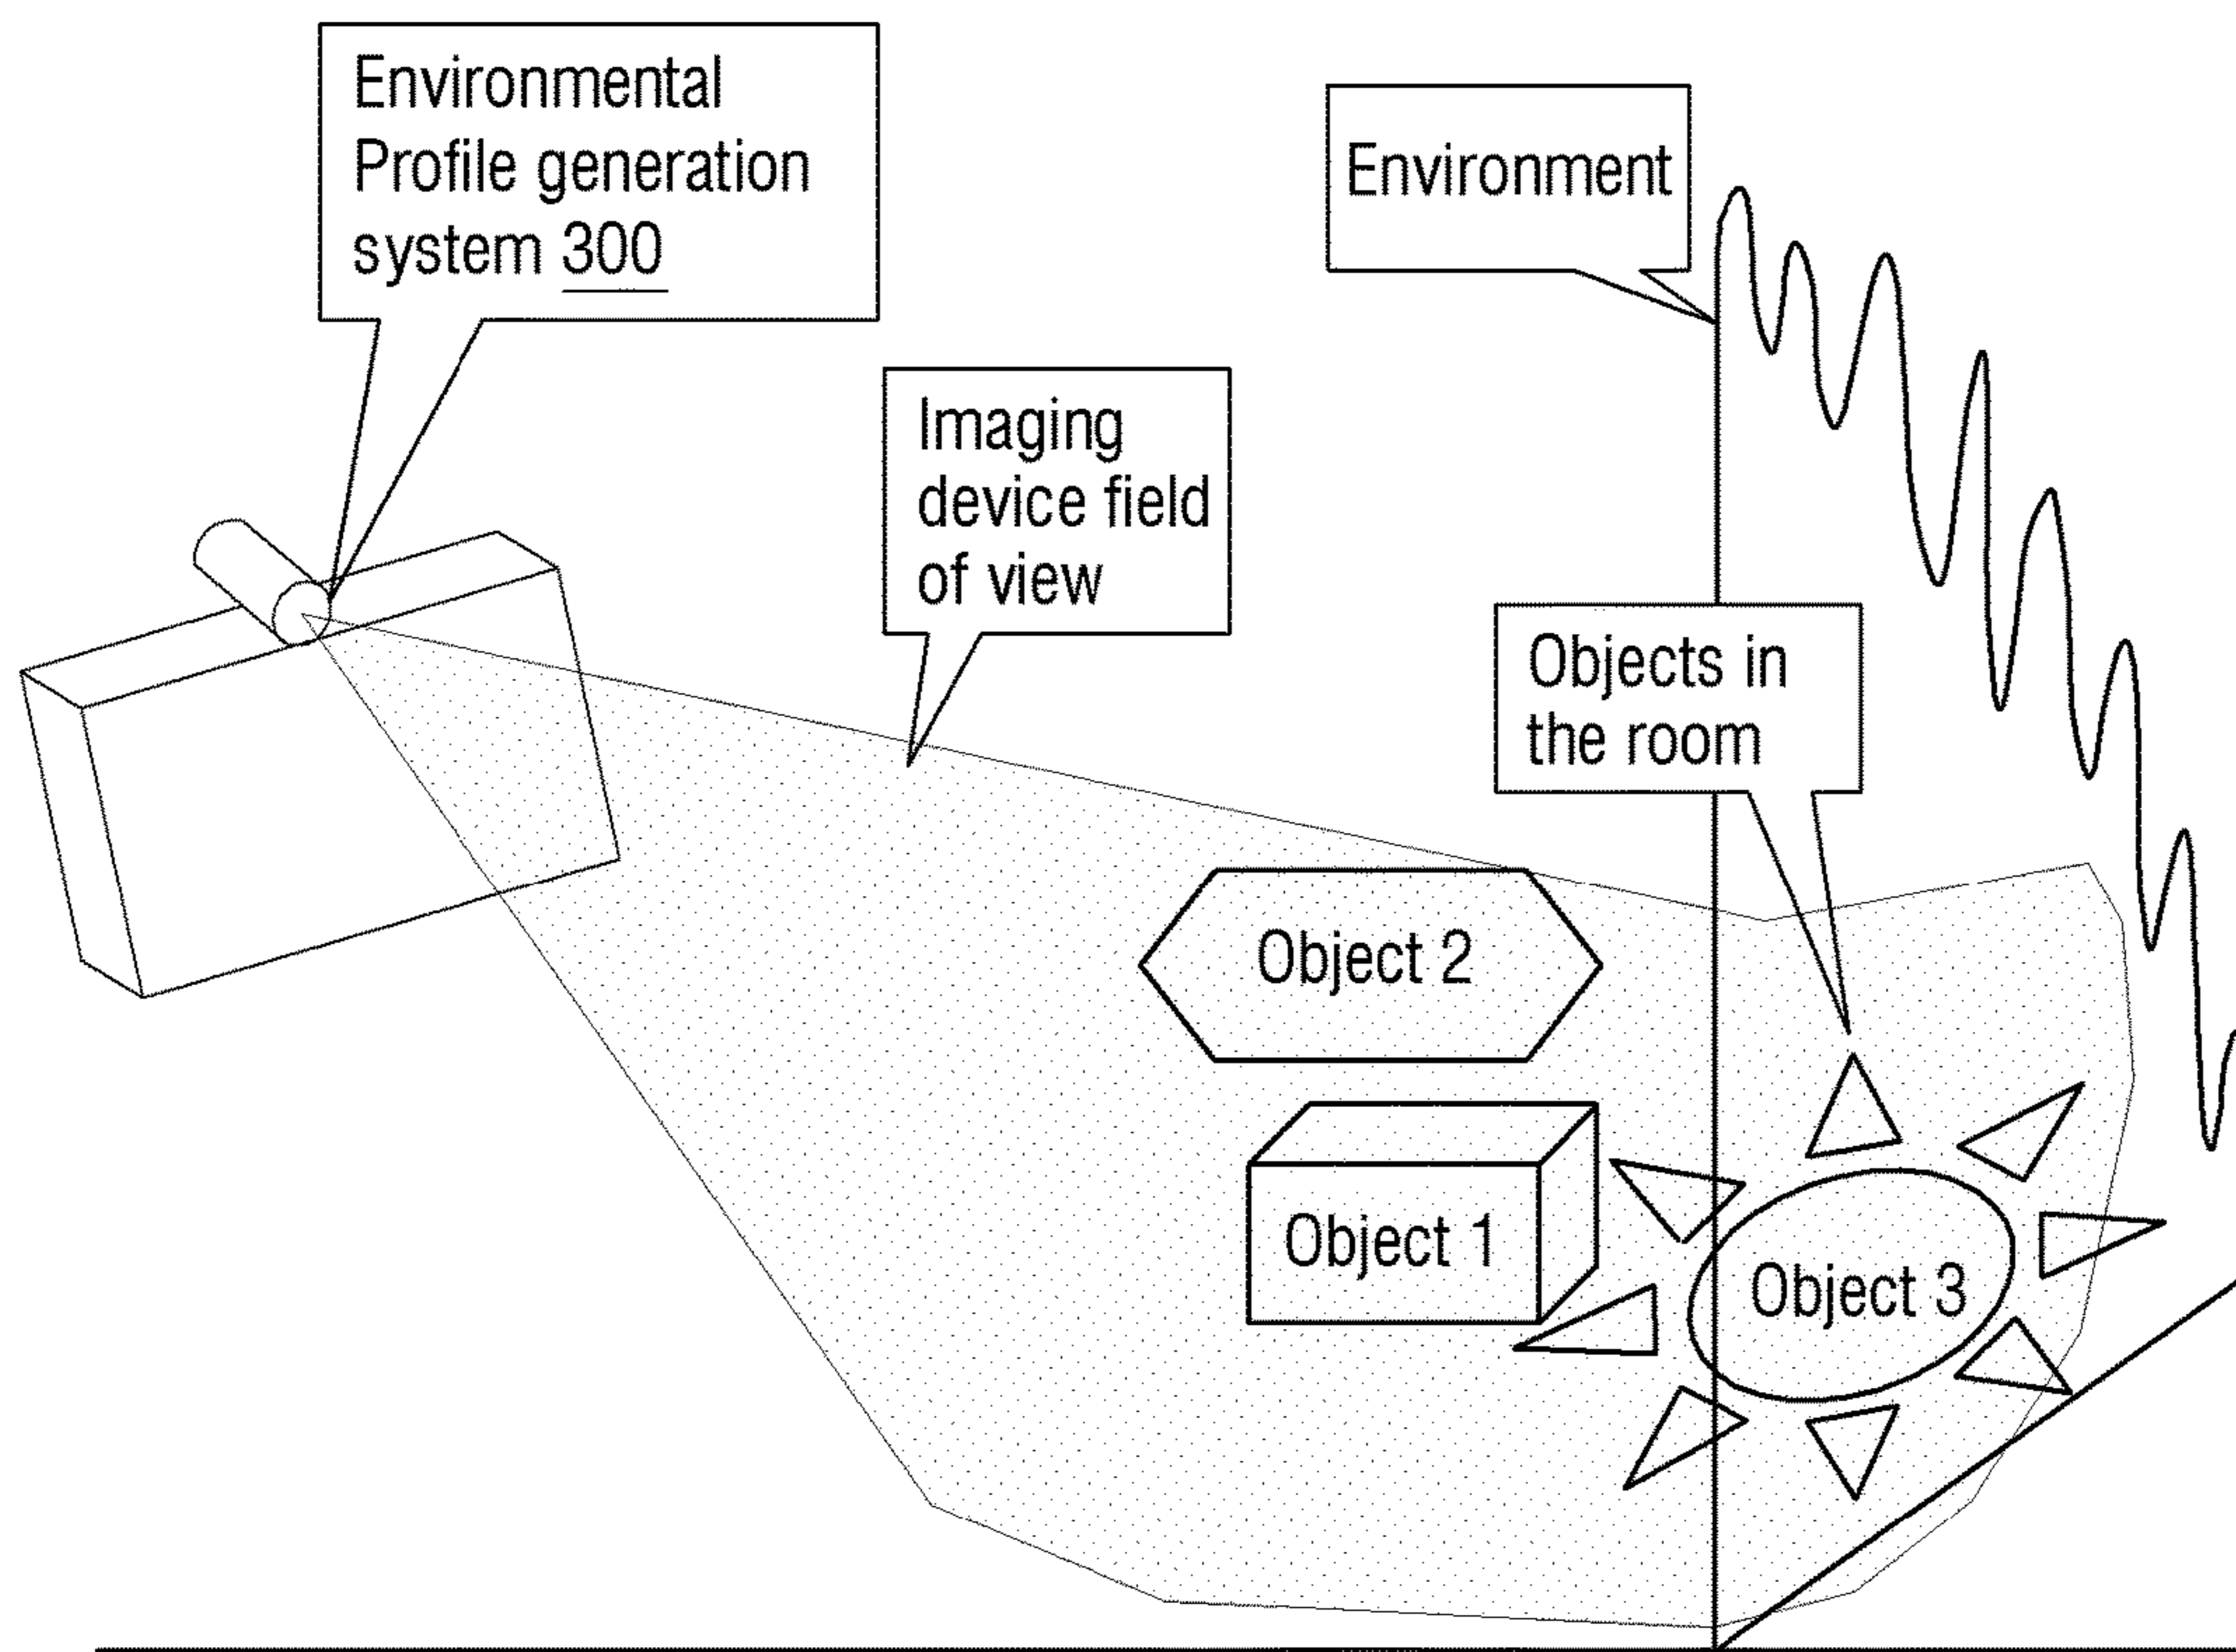 Environmental
Profile generation
system 300
Environment
Imaging
device field
of view
Objects in
the room
Object 2
Object 1
Object 3